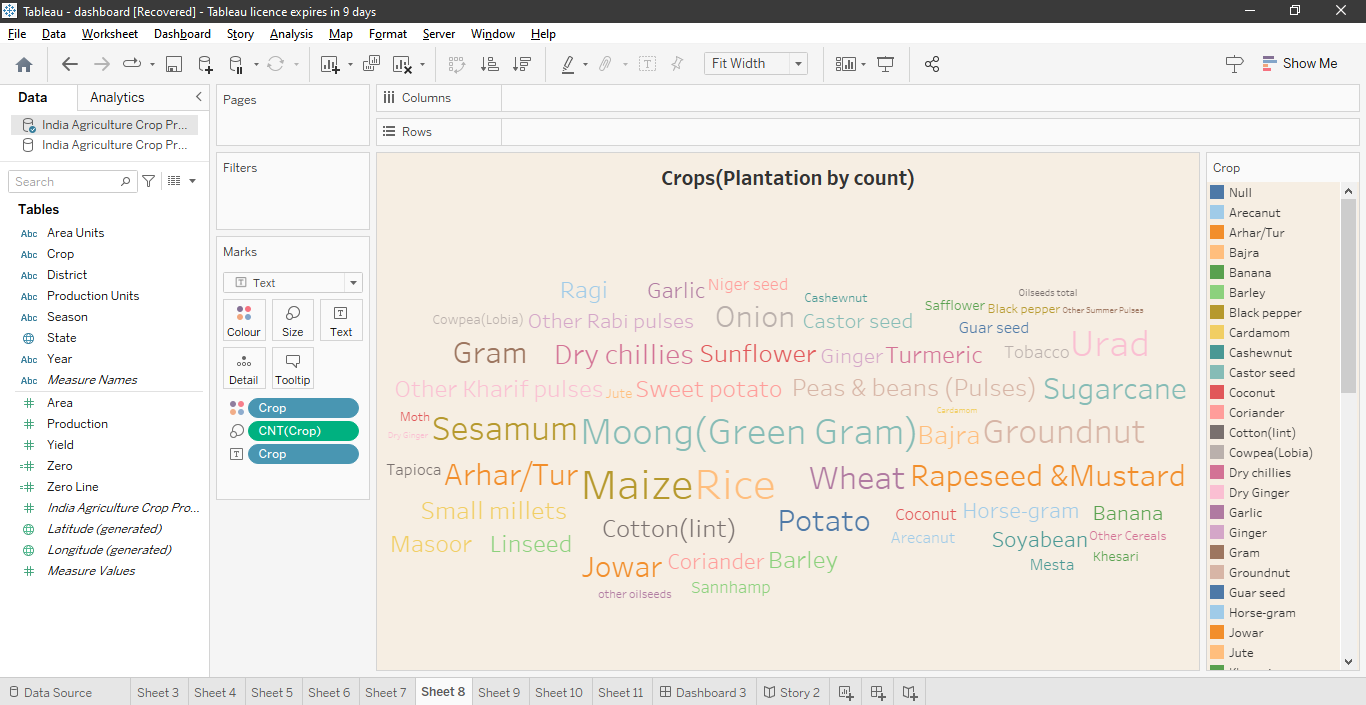 Tableau - dashboard [Recovered] - Tableau licence expires in 9 days
File Data Worksheet Dashboard Story Analysis Map Format Server Window Help
Fit Width
Show Me
Data Analytics
India Agriculture Crop Pr...
India Agriculture Crop Pr...
Search
Tables
Abc Area Units
Abc Crop
Abc District
Abc Production Units
Abc Season
State
Abc Year
Abc Measure Names
Area
Production
Yield
Zero
Zero Line
India Agriculture Crop Pro...
Latitude (generated)
Longitude (generated)
Measure Values
Pages
Filters
Marks
Text
Colour Size Text
Detail Tooltip
Crop
CNT(Crop)
Crop
Columns
Rows
Crops(Plantation by count)
Ragi Garlic Niger seed Cashewnut Oilseeds total
Safflower Black pepper Other Summer Pulses
Cowpea(Lobia) Other Rabi pulses Onion Castor seed Guar seed
Gram Dry chillies Sunflower Ginger Turmeric Tobacco Urad
Other Kharif pulses Jute Sweet potato Peas & beans (Pulses) Sugarcane
Moth Cardamom
Dry Ginger Sesamum Moong(Green Gram) Bajra Groundnut
Tapioca Arhar/Tur Maize Rice Wheat Rapeseed &Mustard
Small millets Cotton(lint) Potato Coconut Horse-gram Banana
Masoor Linseed Arecanut Soyabean Other Cereals
Jowar Coriander Barley Mesta Khesari
other oilseeds Sannhamp
Crop
Null
Arecanut
Arhar/Tur
Bajra
Banana
Barley
Black pepper
Cardamom
Cashewnut
Castor seed
Coconut
Coriander
Cotton(lint)
Cowpea(Lobia)
Dry chillies
Dry Ginger
Garlic
Ginger
Gram
Groundnut
Guar seed
Horse-gram
Jowar
Jute
Data Source Sheet 3 Sheet 4 Sheet 5 Sheet 6 Sheet 7 Sheet 8 Sheet 9 Sheet 10 Sheet 11 Dashboard 3 Story 2